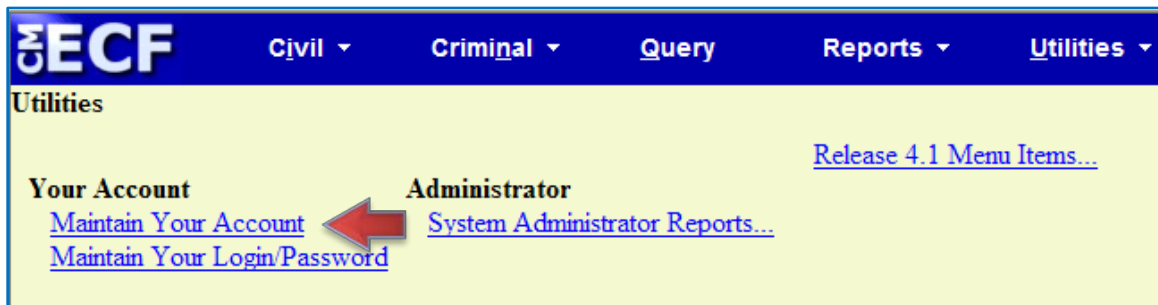 CM ECF Civil Criminal Query Reports Utilities
Utilities
Release 4.1 Menu Items...
Your Account Administrator
Maintain Your Account System Administrator Reports...
Maintain Your Login/Password